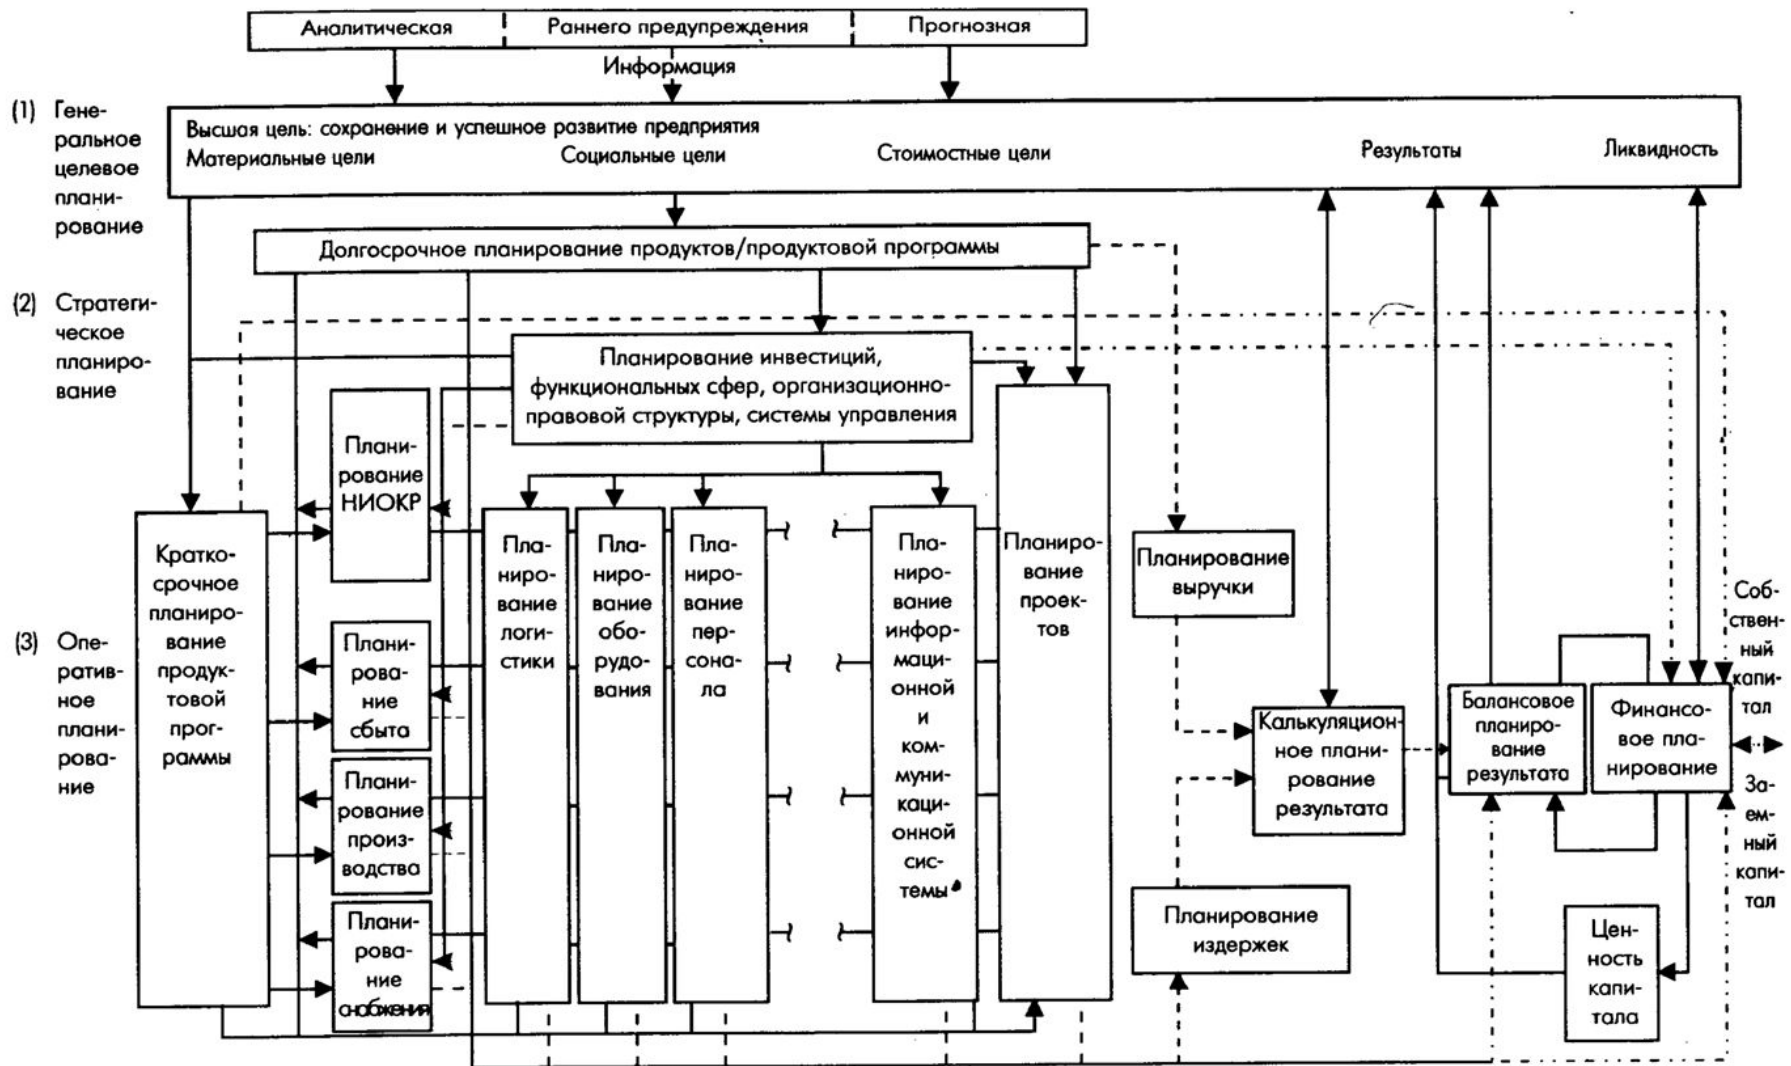 Аналитическая
Раннего предупреждения
Прогнозная
Информация
(1) Гене-
ральное
целевое
плани-
рование
Высшая цель: сохранение и успешное развитие предприятия
Материальные цели
Социальные цели
Стоимостные цели
Результаты
Ликвидность
Долгосрочное планирование продуктов/продуктовой программы
(2) Стратеги-
ческое
планиро-
вание
Планирование инвестиций,
функциональных сфер, организационно-
правовой структуры, системы управления
(3) Опе-
ратив-
ное
плани-
рова-
ние
Кратко-
срочное
планиро-
вание
продук-
товой
прог-
раммы
Плани-
рование
НИОКР
Плани-
рова-
ние
сбыта
Плани-
рование
произ-
водства
Плани-
рова-
ние
снабжения
Пла-
ниро-
вание
логи-
стики
Пла-
ниро-
вание
обо-
рудо-
вания
Пла-
ниро-
вание
пер-
сона-
ла
Пла-
ниро-
вание
инфор-
маци-
онной
и
ком-
муни-
каци-
онной
сис-
темы
Планиро-
вание
проек-
тов
Планирование
выручки
Калькуляцион-
ное плани-
рование
результата
Планирование
издержек
Балансовое
планиро-
вание
результата
Финансо-
вое пла-
нирование
Цен-
ность
капи-
тала
Соб-
ствен-
ный
капи-
тал
За-
ем-
ный
капи-
тал